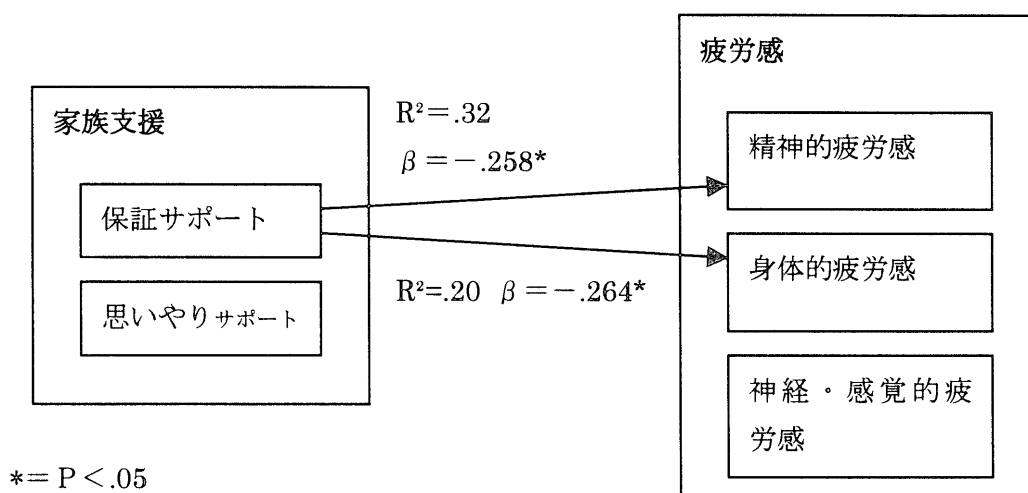 疲労感
家族支援
R²=.32
β=-.258*
精神的疲労感
保証サポート
身体的疲労感
R²=.20 β=-.264*
思いやりサポート
神経・感覚的疲
労感
*=P<.05